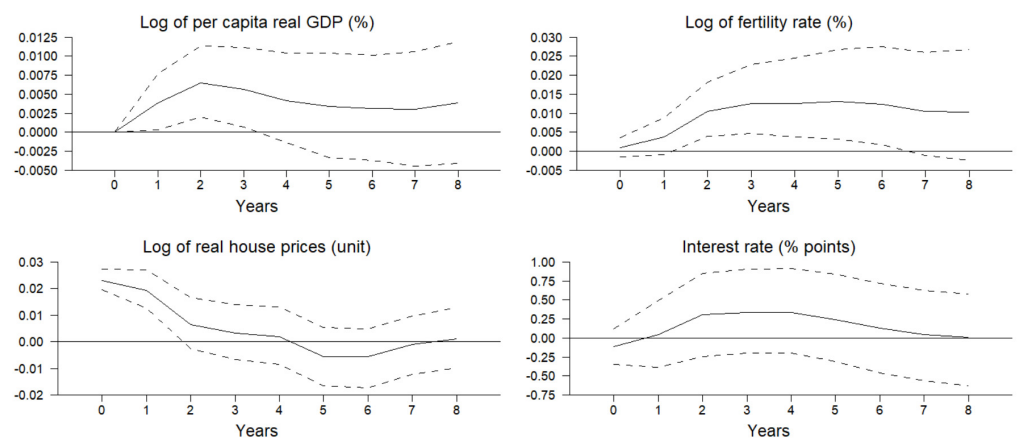 Log of per capita real GDP (%)
0.0125
0.0100
0.0075
0.0050
0.0025
0.0000
-0.0025
-0.0050
0 1 2 3 4 5 6 7 8
Years
Log of fertility rate (%)
0.030
0.025
0.020
0.015
0.010
0.005
0.000
-0.005
0 1 2 3 4 5 6 7 8
Years
Log of real house prices (unit)
0.03
0.02
0.01
0.00
-0.01
-0.02
0 1 2 3 4 5 6 7 8
Years
Interest rate (% points)
1.00
0.75
0.50
0.25
0.00
-0.25
-0.50
-0.75
0 1 2 3 4 5 6 7 8
Years